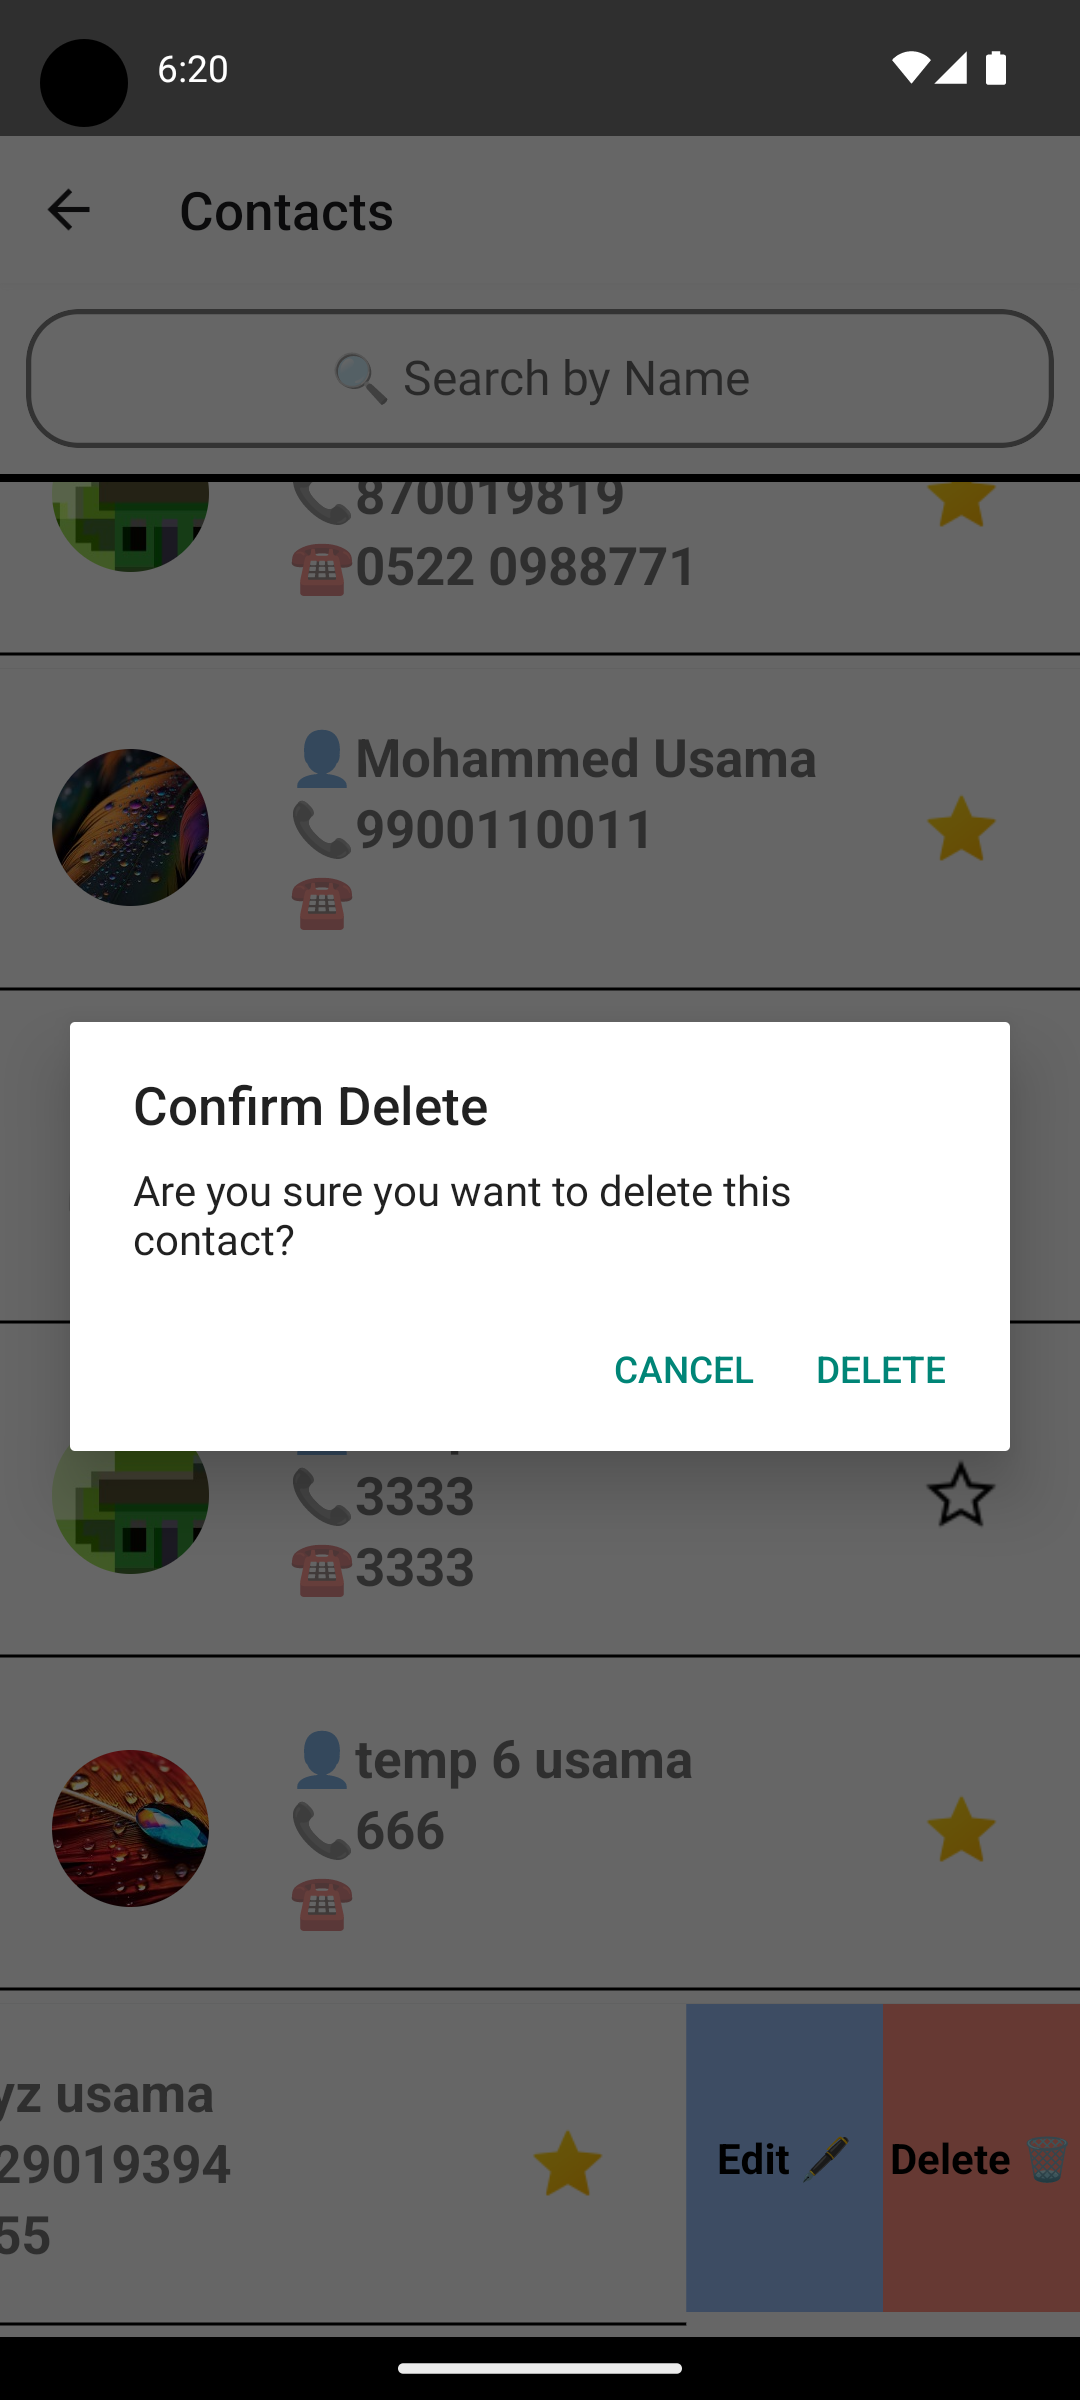 6:20
Contacts
🔍 Search by Name
📞870019819
☎️0522 0988771
👤Mohammed Usama
📞9900110011
☎️
Confirm Delete
Are you sure you want to delete this
contact?
CANCEL DELETE
📞3333
☎️3333
👤temp 6 usama
📞666
☎️
yz usama
29019394
55
Edit 🖋️ Delete 🗑️